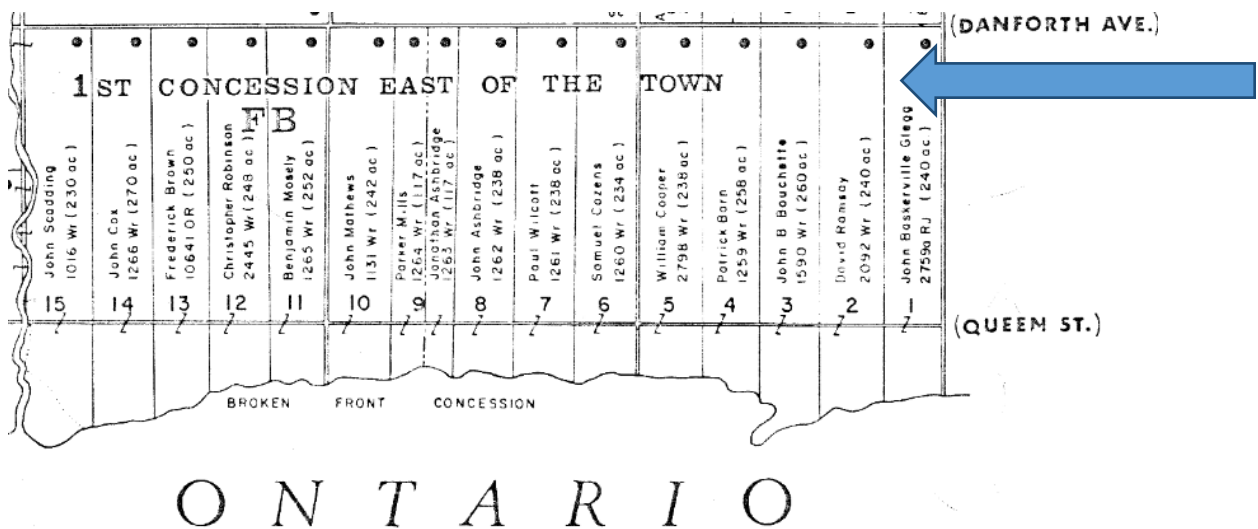 (DANFORTH AVE.)
1ST CONCESSION EAST OF THE TOWN
FB
John Scadding
1016 Wr (230 ac)
John Cox
1266 Wr (270 ac)
Frederick Brown
10641 OR (250 ac)
Christopher Robinson
2445 Wr (248 ac)
Benjamin Mosely
1265 Wr (252 ac)
John Mathews
1131 Wr (242 ac)
Parker Mills
1264 Wr (117 ac)
Jonathan Ashbridge
1263 Wr (117 ac)
John Ashbridge
1262 Wr (238 ac)
Paul Wilcott
1261 Wr (238 ac)
Samuel Cozens
1260 Wr (234 ac)
William Cooper
2798 Wr (238 ac)
Patrick Barn
1259 Wr (258 ac)
John B Bouchette
1590 Wr (260 ac)
David Ramsay
2092 Wr (240 ac)
John Baskerville Glegg
2759a RJ (240 ac)
15 14 13 12 11 10 9 8 7 6 5 4 3 2 1
(QUEEM ST.)
BROKEN FRONT CONCESSION
ONTARIO